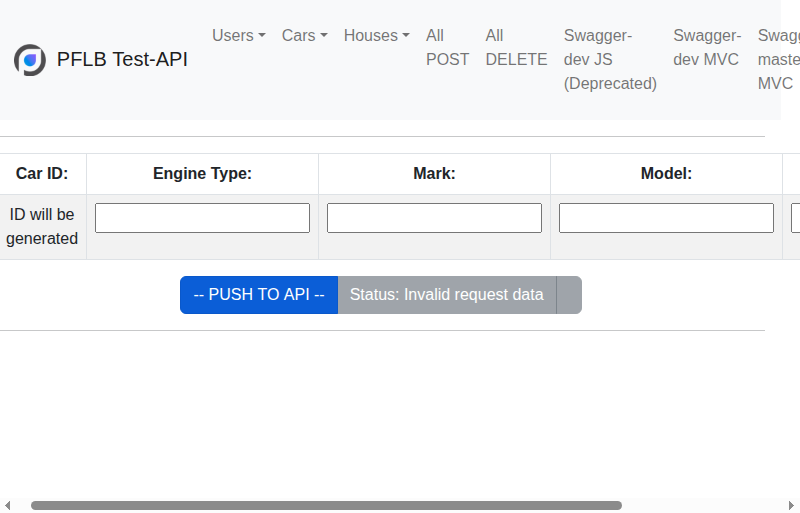 PFLB Test-API
Users
Cars
Houses
All
POST
All
DELETE
Swagger-
dev JS
(Deprecated)
Swagger-
dev MVC
Swagg
maste
MVC
Car ID:
Engine Type:
Mark:
Model:
ID will be
generated
-- PUSH TO API --
Status: Invalid request data